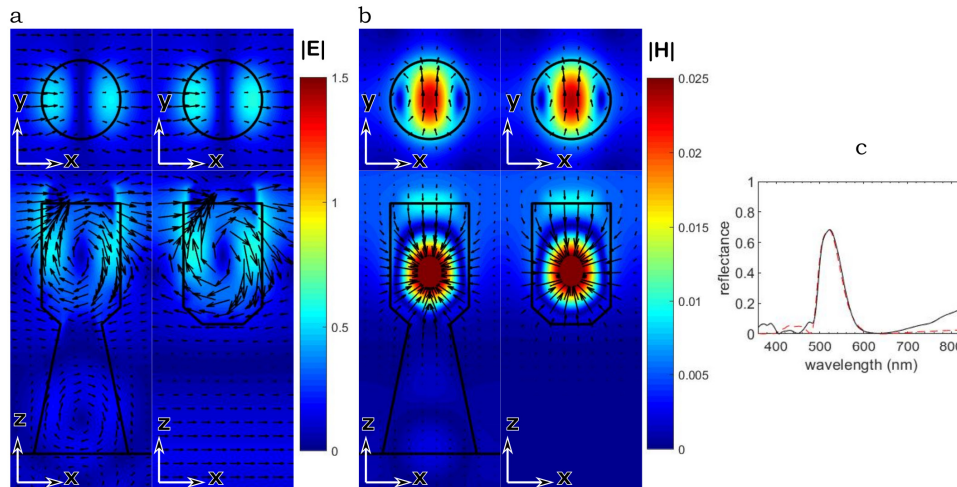 a
b
|E|
|H|
1.5
1
0.5
0
0.025
0.02
0.015
0.01
0.005
0
y
x
x
y
x
x
z
x
z
x
z
x
z
x
c
1
0.8
0.6
0.4
0.2
0
reflectance
400 500 600 700 800
wavelength (nm)